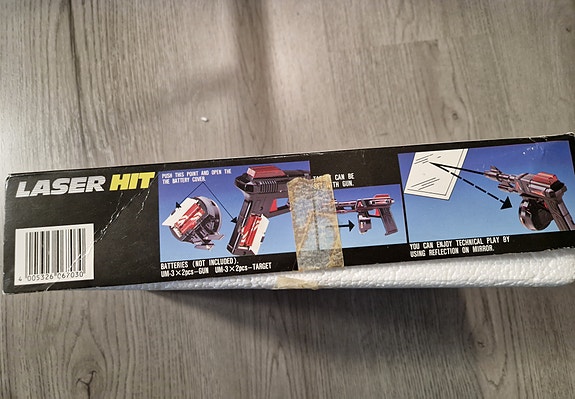 LASER HIT
PUSH THIS POINT AND OPEN THE
THE BATTERY COVER.
CAN BE
GUN.
YOU CAN ENJOY TECHNICAL PLAY BY
USING REFLECTION ON MIRROR.
BATTERIES (NOT INCLUDED).
UM-3×2pcs-GUN UM-3×2pcs-TARGET
4 005326 067030